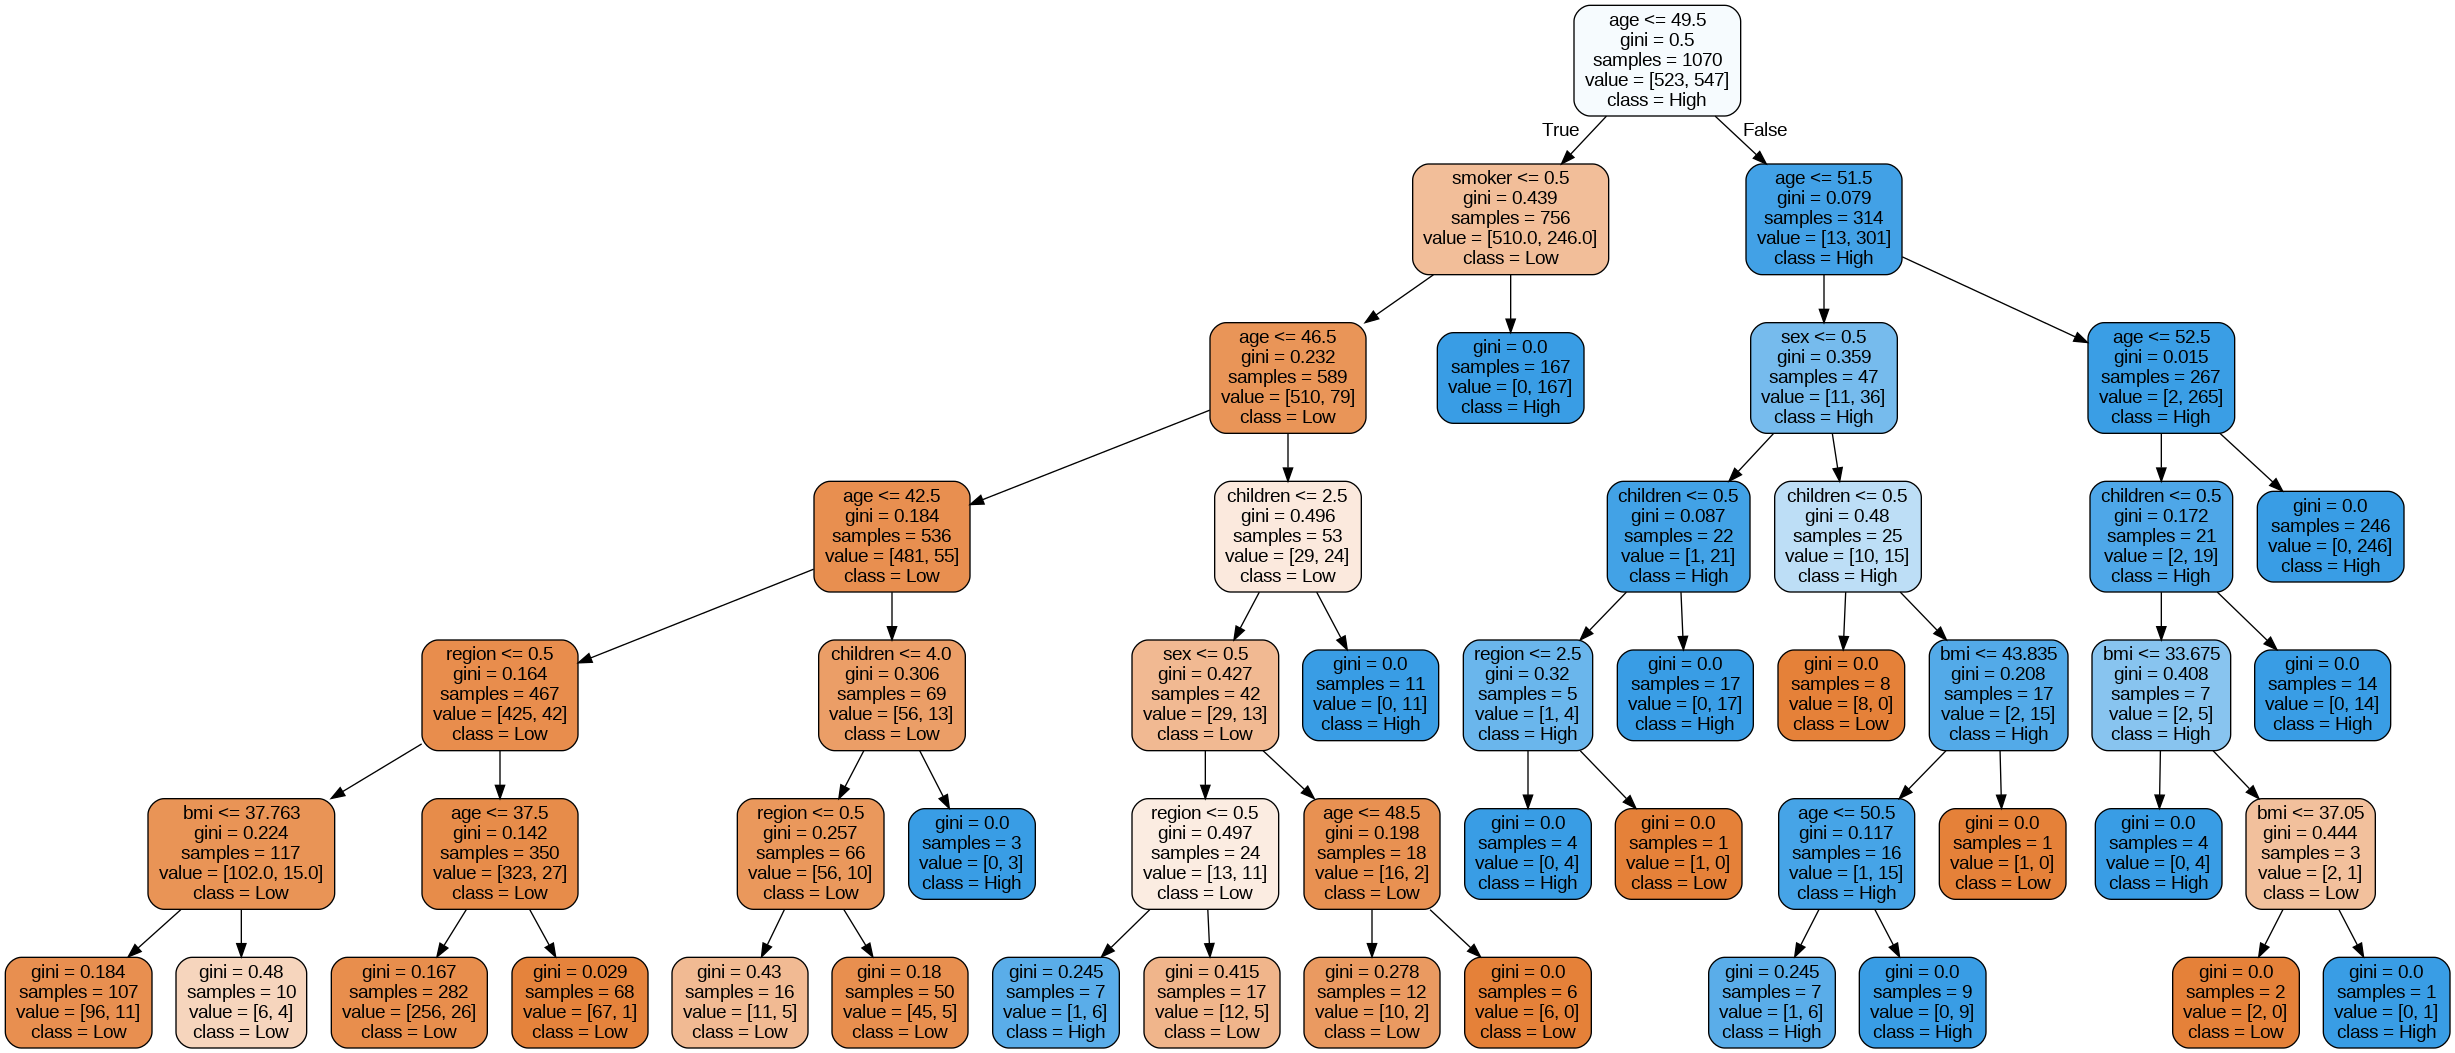 age <= 49.5
gini = 0.5
samples = 1070
value = [523, 547]
class = High
True
False
smoker <= 0.5
gini = 0.439
samples = 756
value = [510.0, 246.0]
class = Low
age <= 51.5
gini = 0.079
samples = 314
value = [13, 301]
class = High
age <= 46.5
gini = 0.232
samples = 589
value = [510, 79]
class = Low
gini = 0.0
samples = 167
value = [0, 167]
class = High
sex <= 0.5
gini = 0.359
samples = 47
value = [11, 36]
class = High
age <= 52.5
gini = 0.015
samples = 267
value = [2, 265]
class = High
age <= 42.5
gini = 0.184
samples = 536
value = [481, 55]
class = Low
children <= 2.5
gini = 0.496
samples = 53
value = [29, 24]
class = Low
children <= 0.5
gini = 0.087
samples = 22
value = [1, 21]
class = High
children <= 0.5
gini = 0.48
samples = 25
value = [10, 15]
class = High
children <= 0.5
gini = 0.172
samples = 21
value = [2, 19]
class = High
gini = 0.0
samples = 246
value = [0, 246]
class = High
region <= 0.5
gini = 0.164
samples = 467
value = [425, 42]
class = Low
children <= 4.0
gini = 0.306
samples = 69
value = [56, 13]
class = Low
sex <= 0.5
gini = 0.427
samples = 42
value = [29, 13]
class = Low
gini = 0.0
samples = 11
value = [0, 11]
class = High
region <= 2.5
gini = 0.32
samples = 5
value = [1, 4]
class = High
gini = 0.0
samples = 17
value = [0, 17]
class = High
gini = 0.0
samples = 8
value = [8, 0]
class = Low
bmi <= 43.835
gini = 0.208
samples = 17
value = [2, 15]
class = High
bmi <= 33.675
gini = 0.408
samples = 7
value = [2, 5]
class = High
gini = 0.0
samples = 14
value = [0, 14]
class = High
bmi <= 37.763
gini = 0.224
samples = 117
value = [102.0, 15.0]
class = Low
age <= 37.5
gini = 0.142
samples = 350
value = [323, 27]
class = Low
region <= 0.5
gini = 0.257
samples = 66
value = [56, 10]
class = Low
gini = 0.0
samples = 3
value = [0, 3]
class = High
region <= 0.5
gini = 0.497
samples = 24
value = [13, 11]
class = Low
age <= 48.5
gini = 0.198
samples = 18
value = [16, 2]
class = Low
gini = 0.0
samples = 4
value = [0, 4]
class = High
gini = 0.0
samples = 1
value = [1, 0]
class = Low
age <= 50.5
gini = 0.117
samples = 16
value = [1, 15]
class = High
gini = 0.0
samples = 1
value = [1, 0]
class = Low
gini = 0.0
samples = 4
value = [0, 4]
class = High
bmi <= 37.05
gini = 0.444
samples = 3
value = [2, 1]
class = Low
gini = 0.184
samples = 107
value = [96, 11]
class = Low
gini = 0.48
samples = 10
value = [6, 4]
class = Low
gini = 0.167
samples = 282
value = [256, 26]
class = Low
gini = 0.029
samples = 68
value = [67, 1]
class = Low
gini = 0.43
samples = 16
value = [11, 5]
class = Low
gini = 0.18
samples = 50
value = [45, 5]
class = Low
gini = 0.245
samples = 7
value = [1, 6]
class = High
gini = 0.415
samples = 17
value = [12, 5]
class = Low
gini = 0.278
samples = 12
value = [10, 2]
class = Low
gini = 0.0
samples = 6
value = [6, 0]
class = Low
gini = 0.245
samples = 7
value = [1, 6]
class = High
gini = 0.0
samples = 9
value = [0, 9]
class = High
gini = 0.0
samples = 2
value = [2, 0]
class = Low
gini = 0.0
samples = 1
value = [0, 1]
class = High